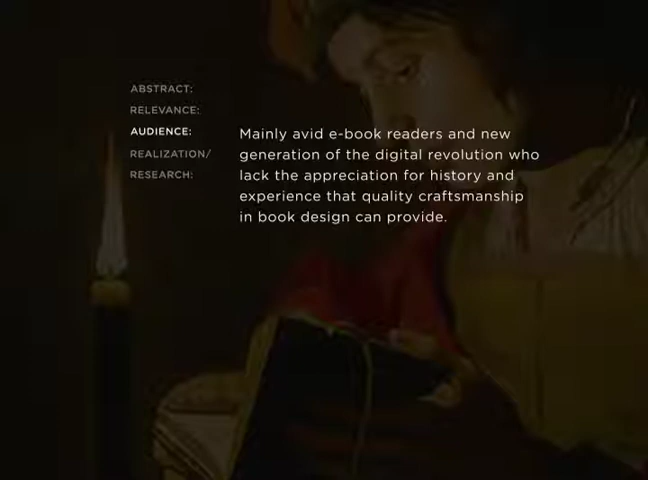 ABSTRACT:
RELEVANCE:
AUDIENCE:
REALIZATION/
RESEARCH:
Mainly avid e-book readers and new
generation of the digital revolution who
lack the appreciation for history and
experience that quality craftsmanship
in book design can provide.